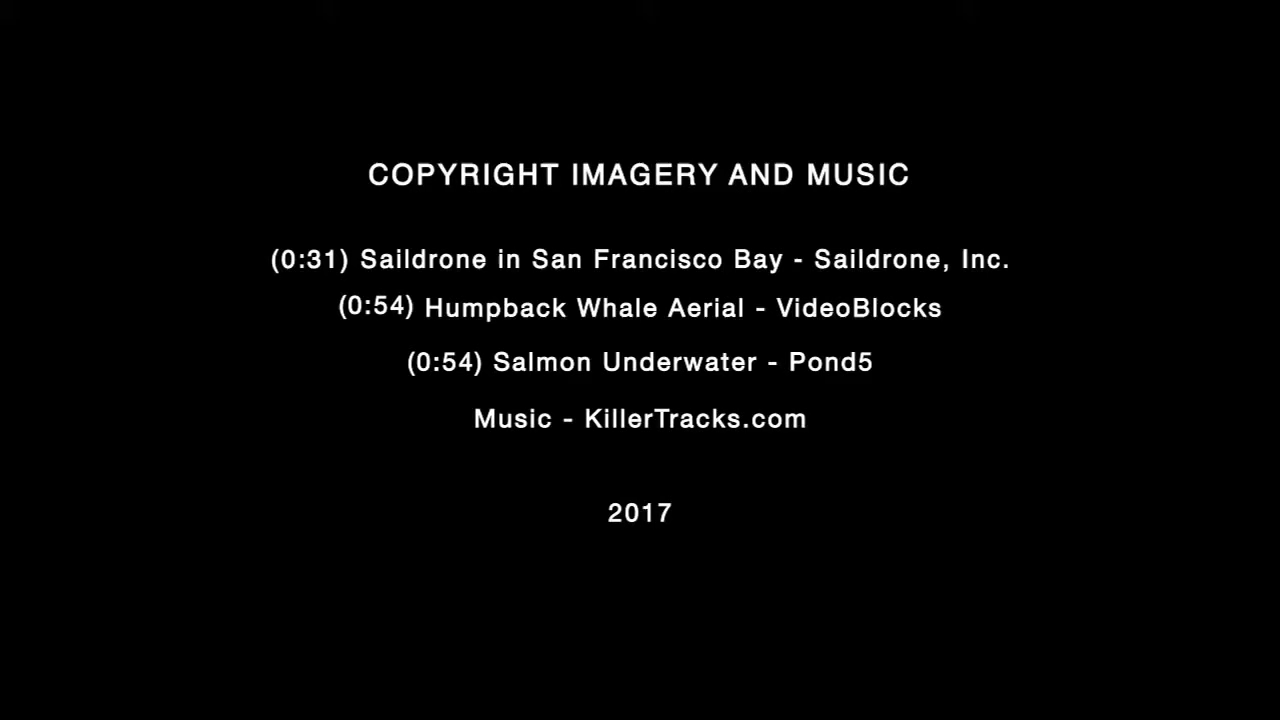 COPYRIGHT IMAGERY AND MUSIC
(0:31) Saildrone in San Francisco Bay - Saildrone, Inc.
(0:54) Humpback Whale Aerial - VideoBlocks
(0:54) Salmon Underwater - Pond5
Music - KillerTracks.com
2017